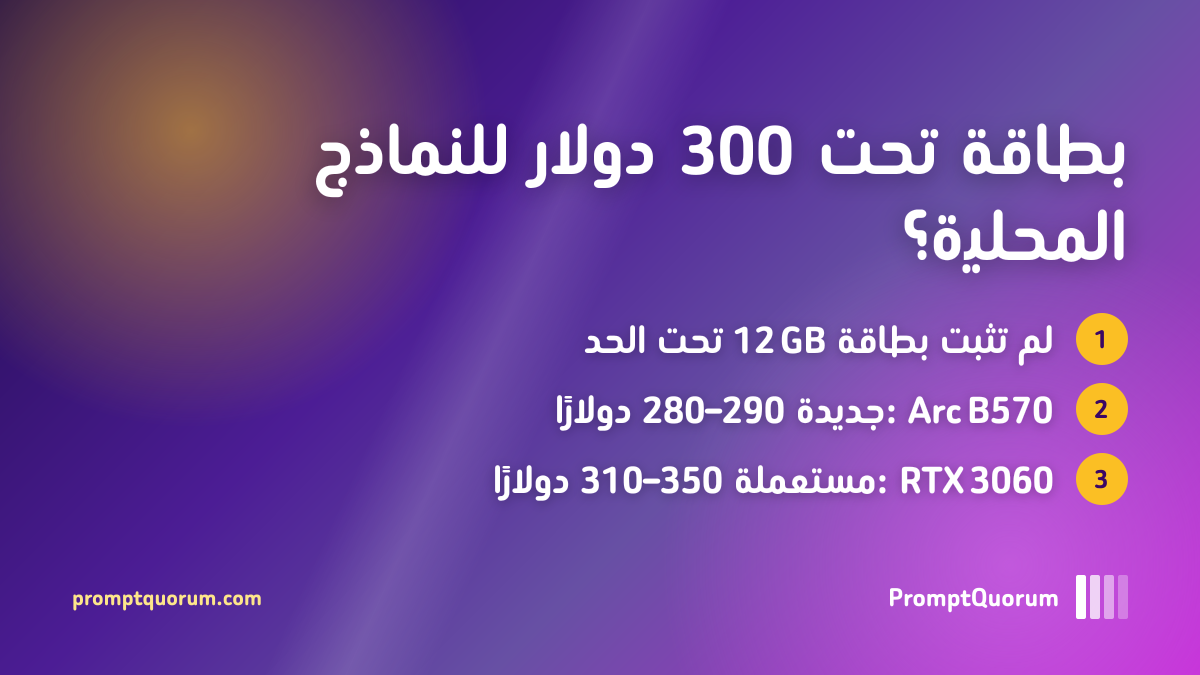 بطاقة تحت 300 دولار للنماذج
المحلية؟
1 لم تثبت بطاقة 12 GB تحت الحد
2 Arc B570: جديدة 280–290 دولارًا
3 RTX 3060: مستعملة 310–350 دولارًا
PromptQuorum
promptquorum.com